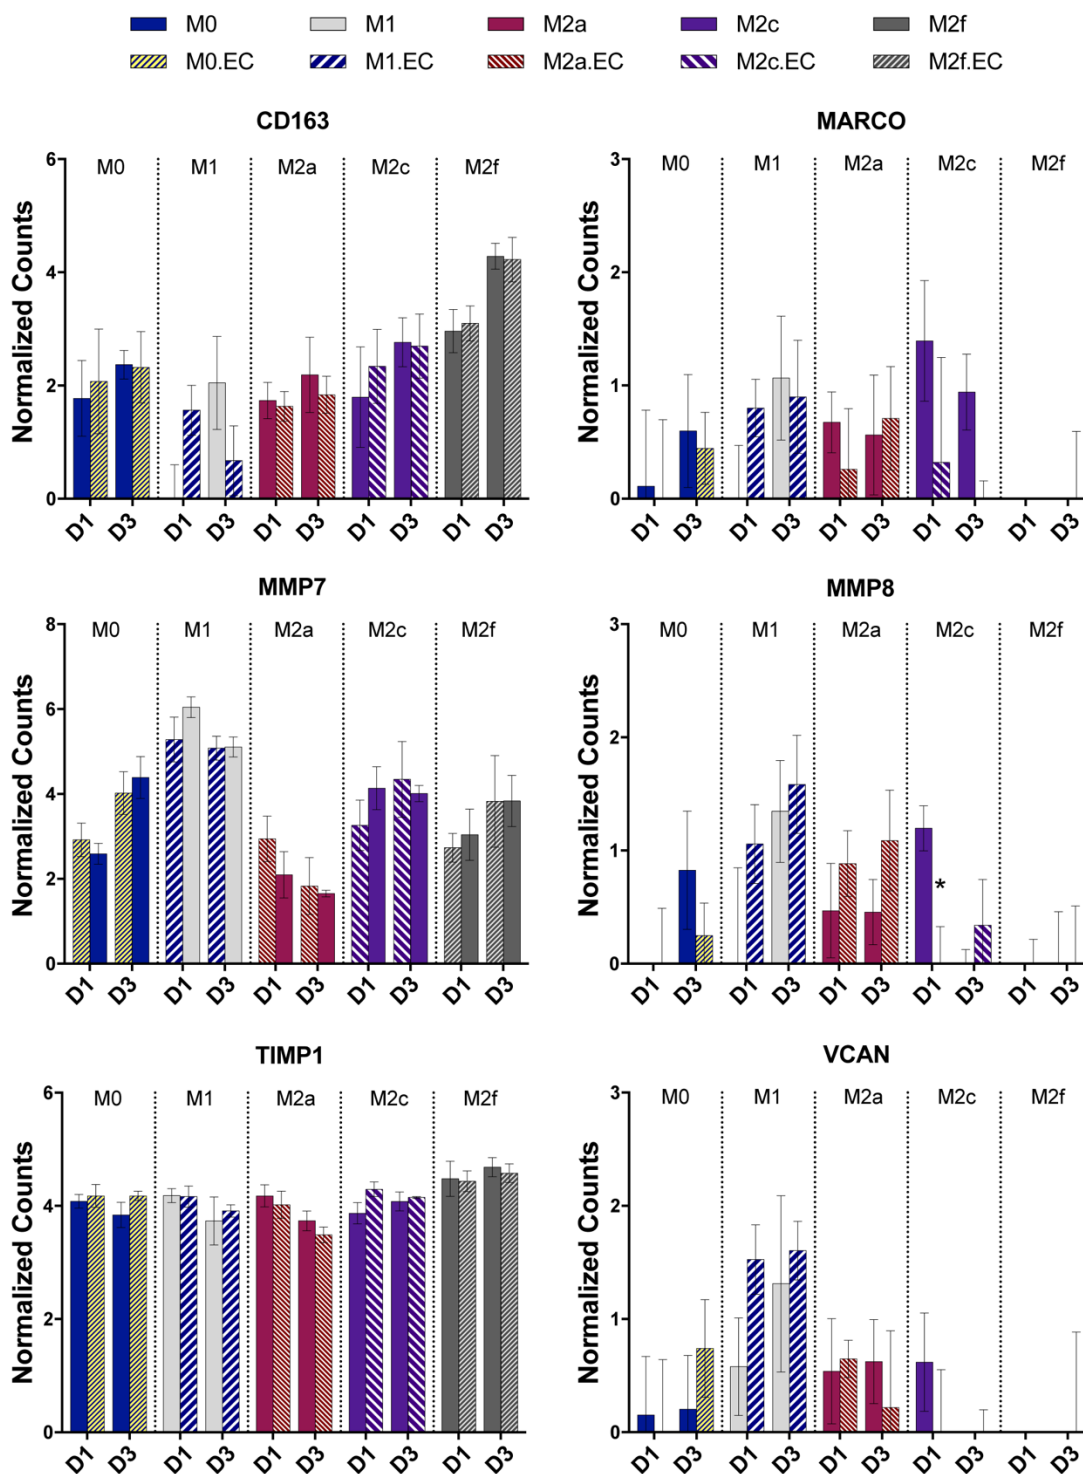 M0 M1 M2a M2c M2f
M0.EC M1.EC M2a.EC M2c.EC M2f.EC
CD163
Normalized Counts
6
4
2
0
M0 M1 M2a M2c M2f
D1 D3 D1 D3 D1 D3 D1 D3 D1 D3
MARCO
Normalized Counts
3
2
1
0
M0 M1 M2a M2c M2f
D1 D3 D1 D3 D1 D3 D1 D3 D1 D3
MMP7
Normalized Counts
8
6
4
2
0
M0 M1 M2a M2c M2f
D1 D3 D1 D3 D1 D3 D1 D3 D1 D3
MMP8
Normalized Counts
3
2
1
0
M0 M1 M2a M2c M2f
*
D1 D3 D1 D3 D1 D3 D1 D3 D1 D3
TIMP1
Normalized Counts
6
4
2
0
M0 M1 M2a M2c M2f
D1 D3 D1 D3 D1 D3 D1 D3 D1 D3
VCAN
Normalized Counts
3
2
1
0
M0 M1 M2a M2c M2f
D1 D3 D1 D3 D1 D3 D1 D3 D1 D3